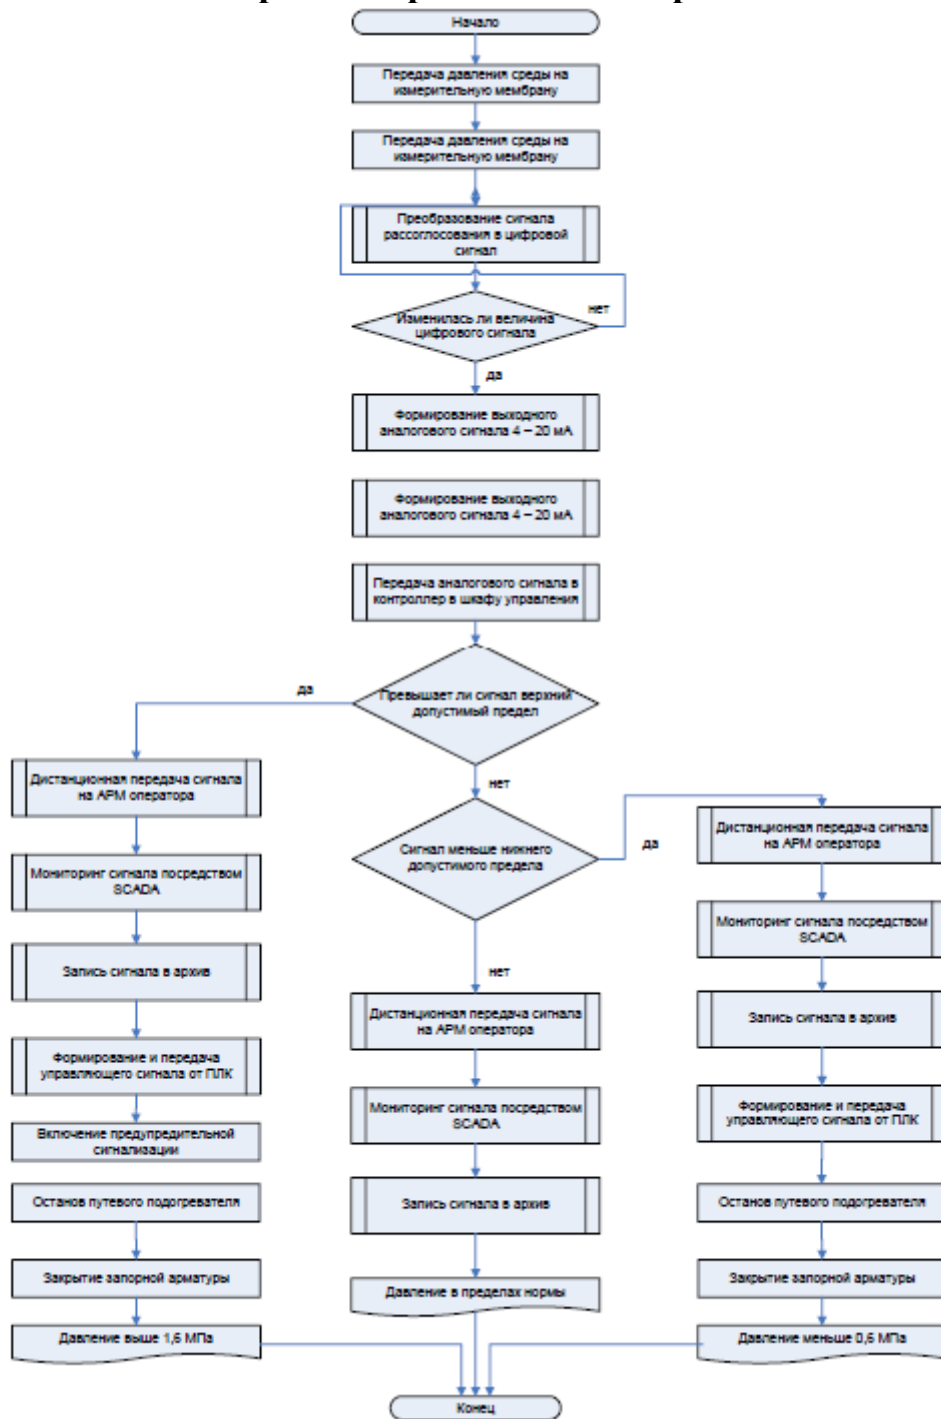 Начало
Передача давления среды на
измерительную мембрану
Передача давления среды на
измерительную мембрану
Преобразование сигнала
рассоглосования в цифровой
сигнал
Изменилась ли величина
цифрового сигнала
нет
да
Формирование выходного
аналогового сигнала 4 – 20 мА
Формирование выходного
аналогового сигнала 4 – 20 мА
Передача аналогового сигнала в
контроллер в шкафу управления
Превышает ли сигнал верхний
допустимый предел
да
нет
Дистанционная передача сигнала
на АРМ оператора
Мониторинг сигнала посредством
SCADA
Запись сигнала в архив
Формирование и передача
управляющего сигнала от ПЛК
Включение предупредительной
сигнализации
Останов путевого подогревателя
Закрытие запорной арматуры
Давление выше 1,6 МПа
Сигнал меньше нижнего
допустимого предела
да
нет
Дистанционная передача сигнала
на АРМ оператора
Мониторинг сигнала посредством
SCADA
Запись сигнала в архив
Давление в пределах нормы
Дистанционная передача сигнала
на АРМ оператора
Мониторинг сигнала посредством
SCADA
Запись сигнала в архив
Формирование и передача
управляющего сигнала от ПЛК
Останов путевого подогревателя
Закрытие запорной арматуры
Давление меньше 0,6 МПа
Конец